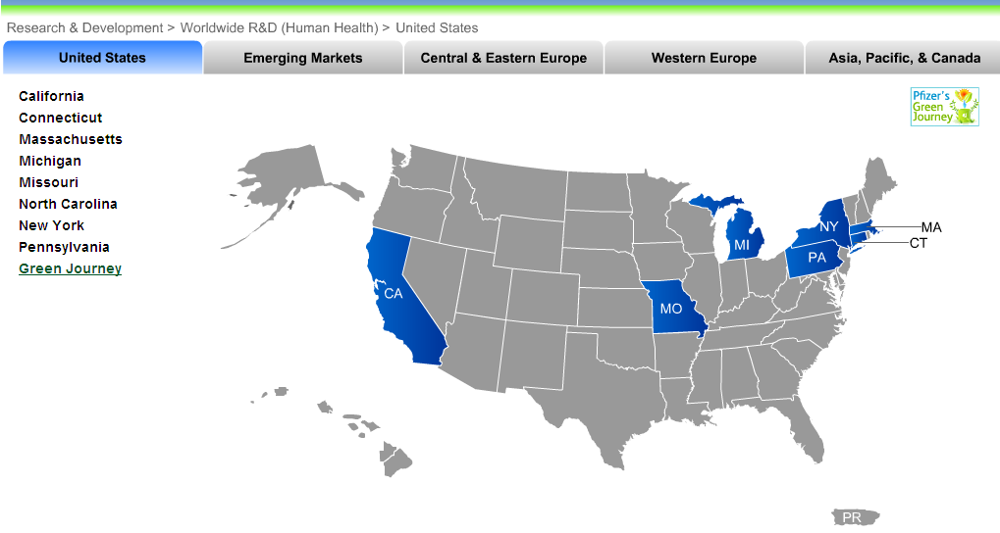 Research & Development > Worldwide R&D (Human Health) > United States
United States Emerging Markets Central & Eastern Europe Western Europe Asia, Pacific, & Canada
California
Connecticut
Massachusetts
Michigan
Missouri
North Carolina
New York
Pennsylvania
Green Journey
Pfizer's
Green
Journey
NY
MA
CT
MI
PA
CA
MO
PR